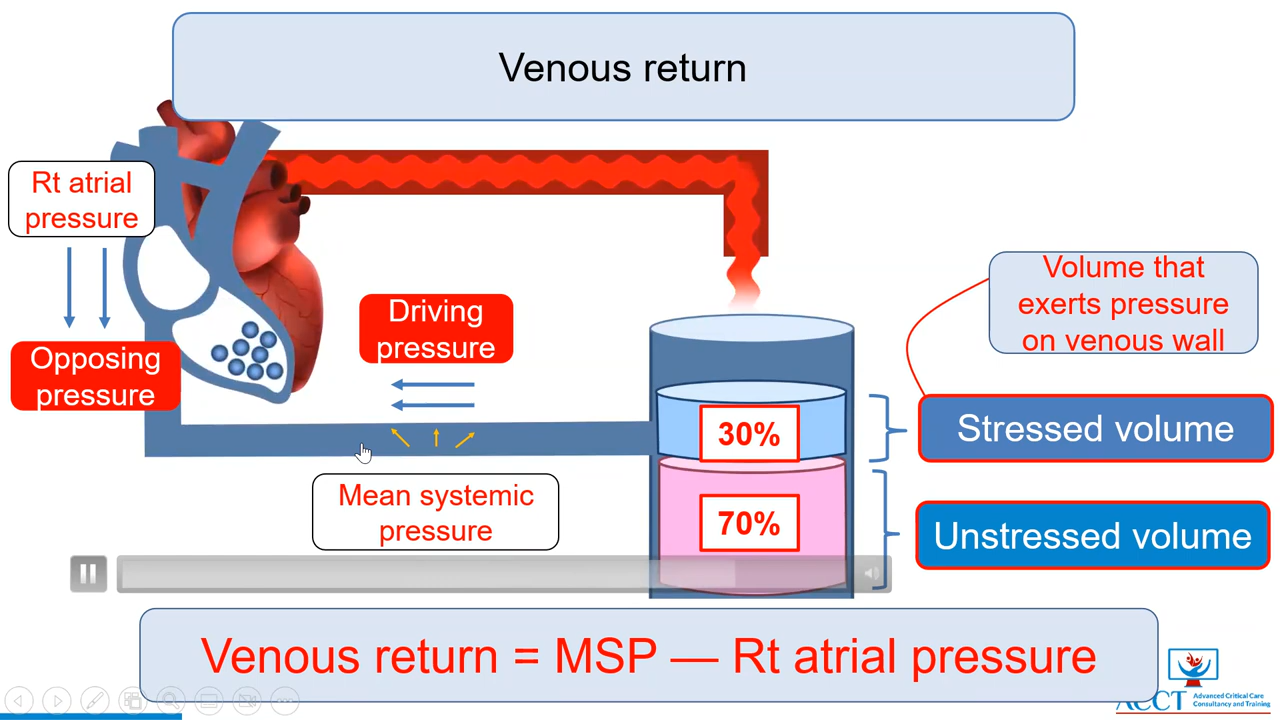 Venous return
Rt atrial
pressure
Opposing
pressure
Driving
pressure
Mean systemic
pressure
30%
70%
Volume that
exerts pressure
on venous wall
Stressed volume
Unstressed volume
Venous return = MSP — Rt atrial pressure
ACCT
Advanced Critical Care
Consultancy and Training